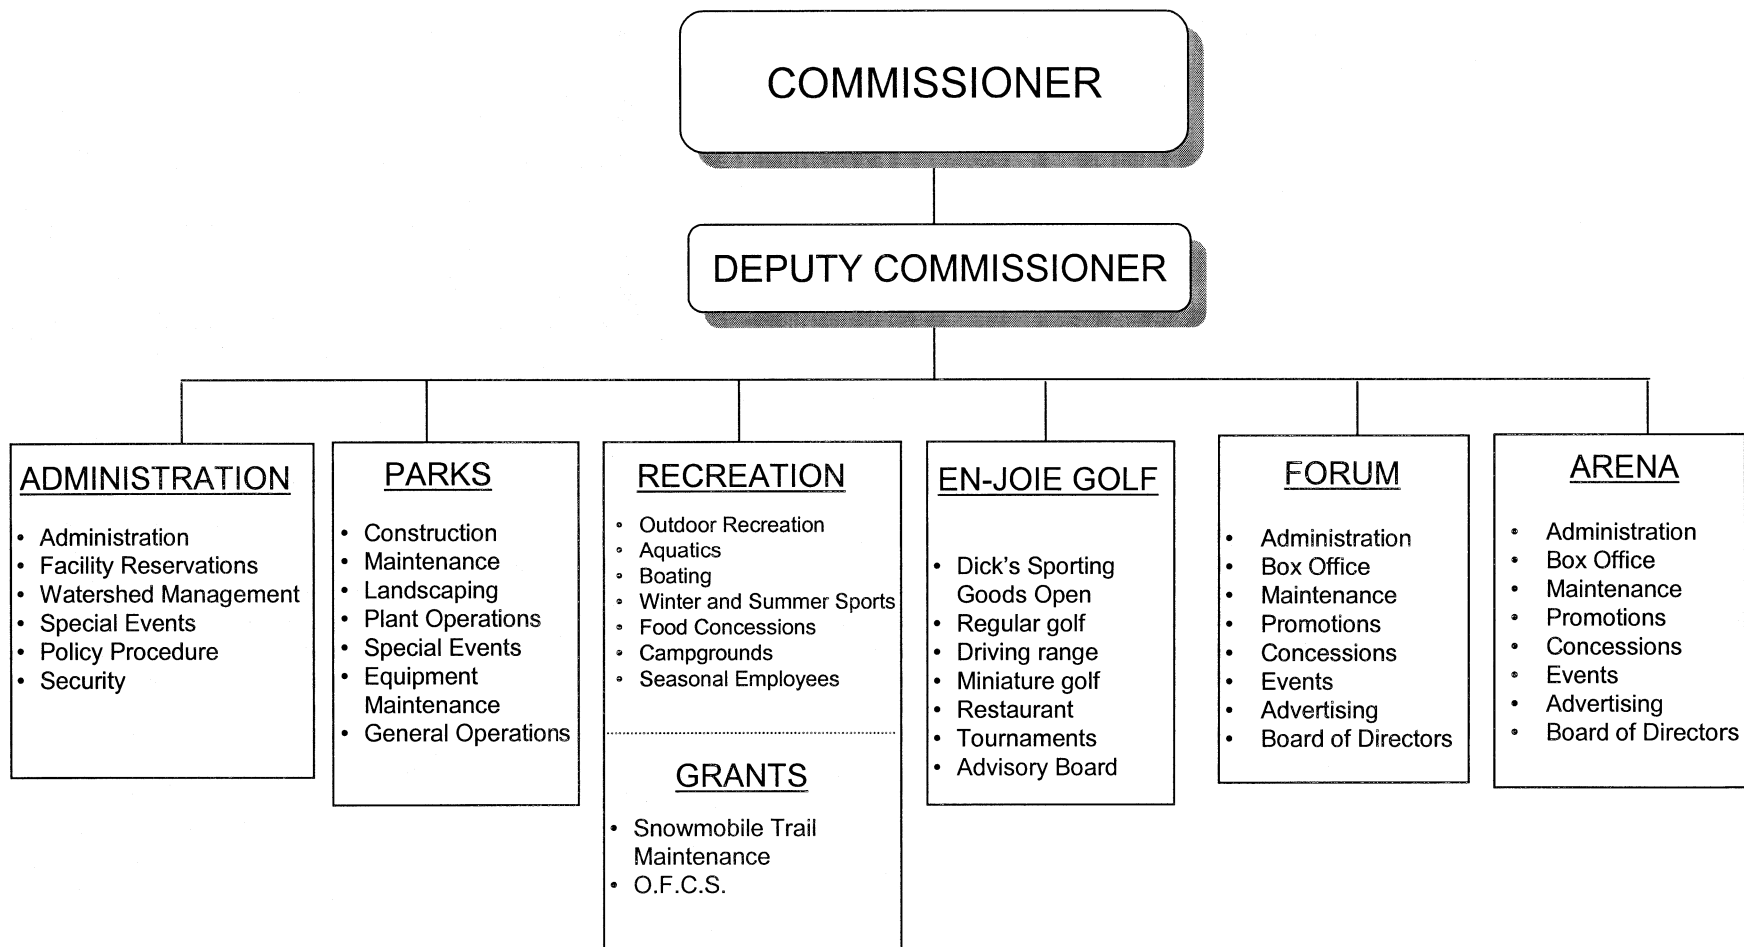 COMMISSIONER
DEPUTY COMMISSIONER
ADMINISTRATION
• Administration
• Facility Reservations
• Watershed Management
• Special Events
• Policy Procedure
• Security
PARKS
• Construction
• Maintenance
• Landscaping
• Plant Operations
• Special Events
• Equipment
Maintenance
• General Operations
RECREATION
• Outdoor Recreation
• Aquatics
• Boating
• Winter and Summer Sports
• Food Concessions
• Campgrounds
• Seasonal Employees
GRANTS
• Snowmobile Trail
Maintenance
• O.F.C.S.
EN-JOIE GOLF
• Dick's Sporting
Goods Open
• Regular golf
• Driving range
• Miniature golf
• Restaurant
• Tournaments
• Advisory Board
FORUM
• Administration
• Box Office
• Maintenance
• Promotions
• Concessions
• Events
• Advertising
• Board of Directors
ARENA
• Administration
• Box Office
• Maintenance
• Promotions
• Concessions
• Events
• Advertising
• Board of Directors